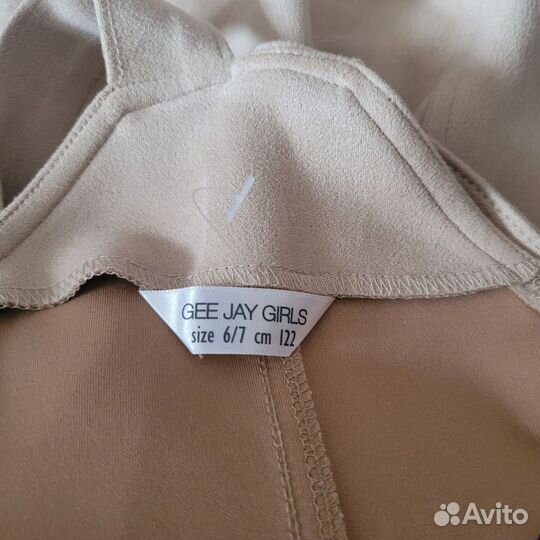 GEE JAY GIRLS
size 6/7 cm 122
Avito